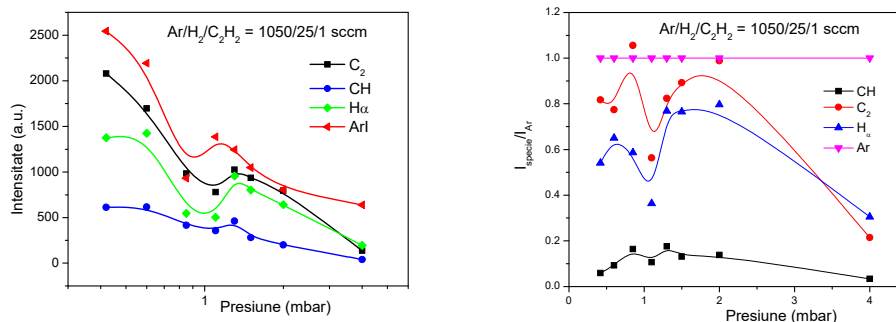 Ar/H2/C2H2 = 1050/25/1 sccm
C2
CH
Hα
ArI
2500
2000
1500
1000
500
0
Intensitate (a.u.)
1
Presiune (mbar)
Ar/H2/C2H2 = 1050/25/1 sccm
CH
C2
Hα
Ar
1.2
1.0
0.8
0.6
0.4
0.2
0.0
Ispecie/IAr
0 1 2 3 4
Presiune (mbar)